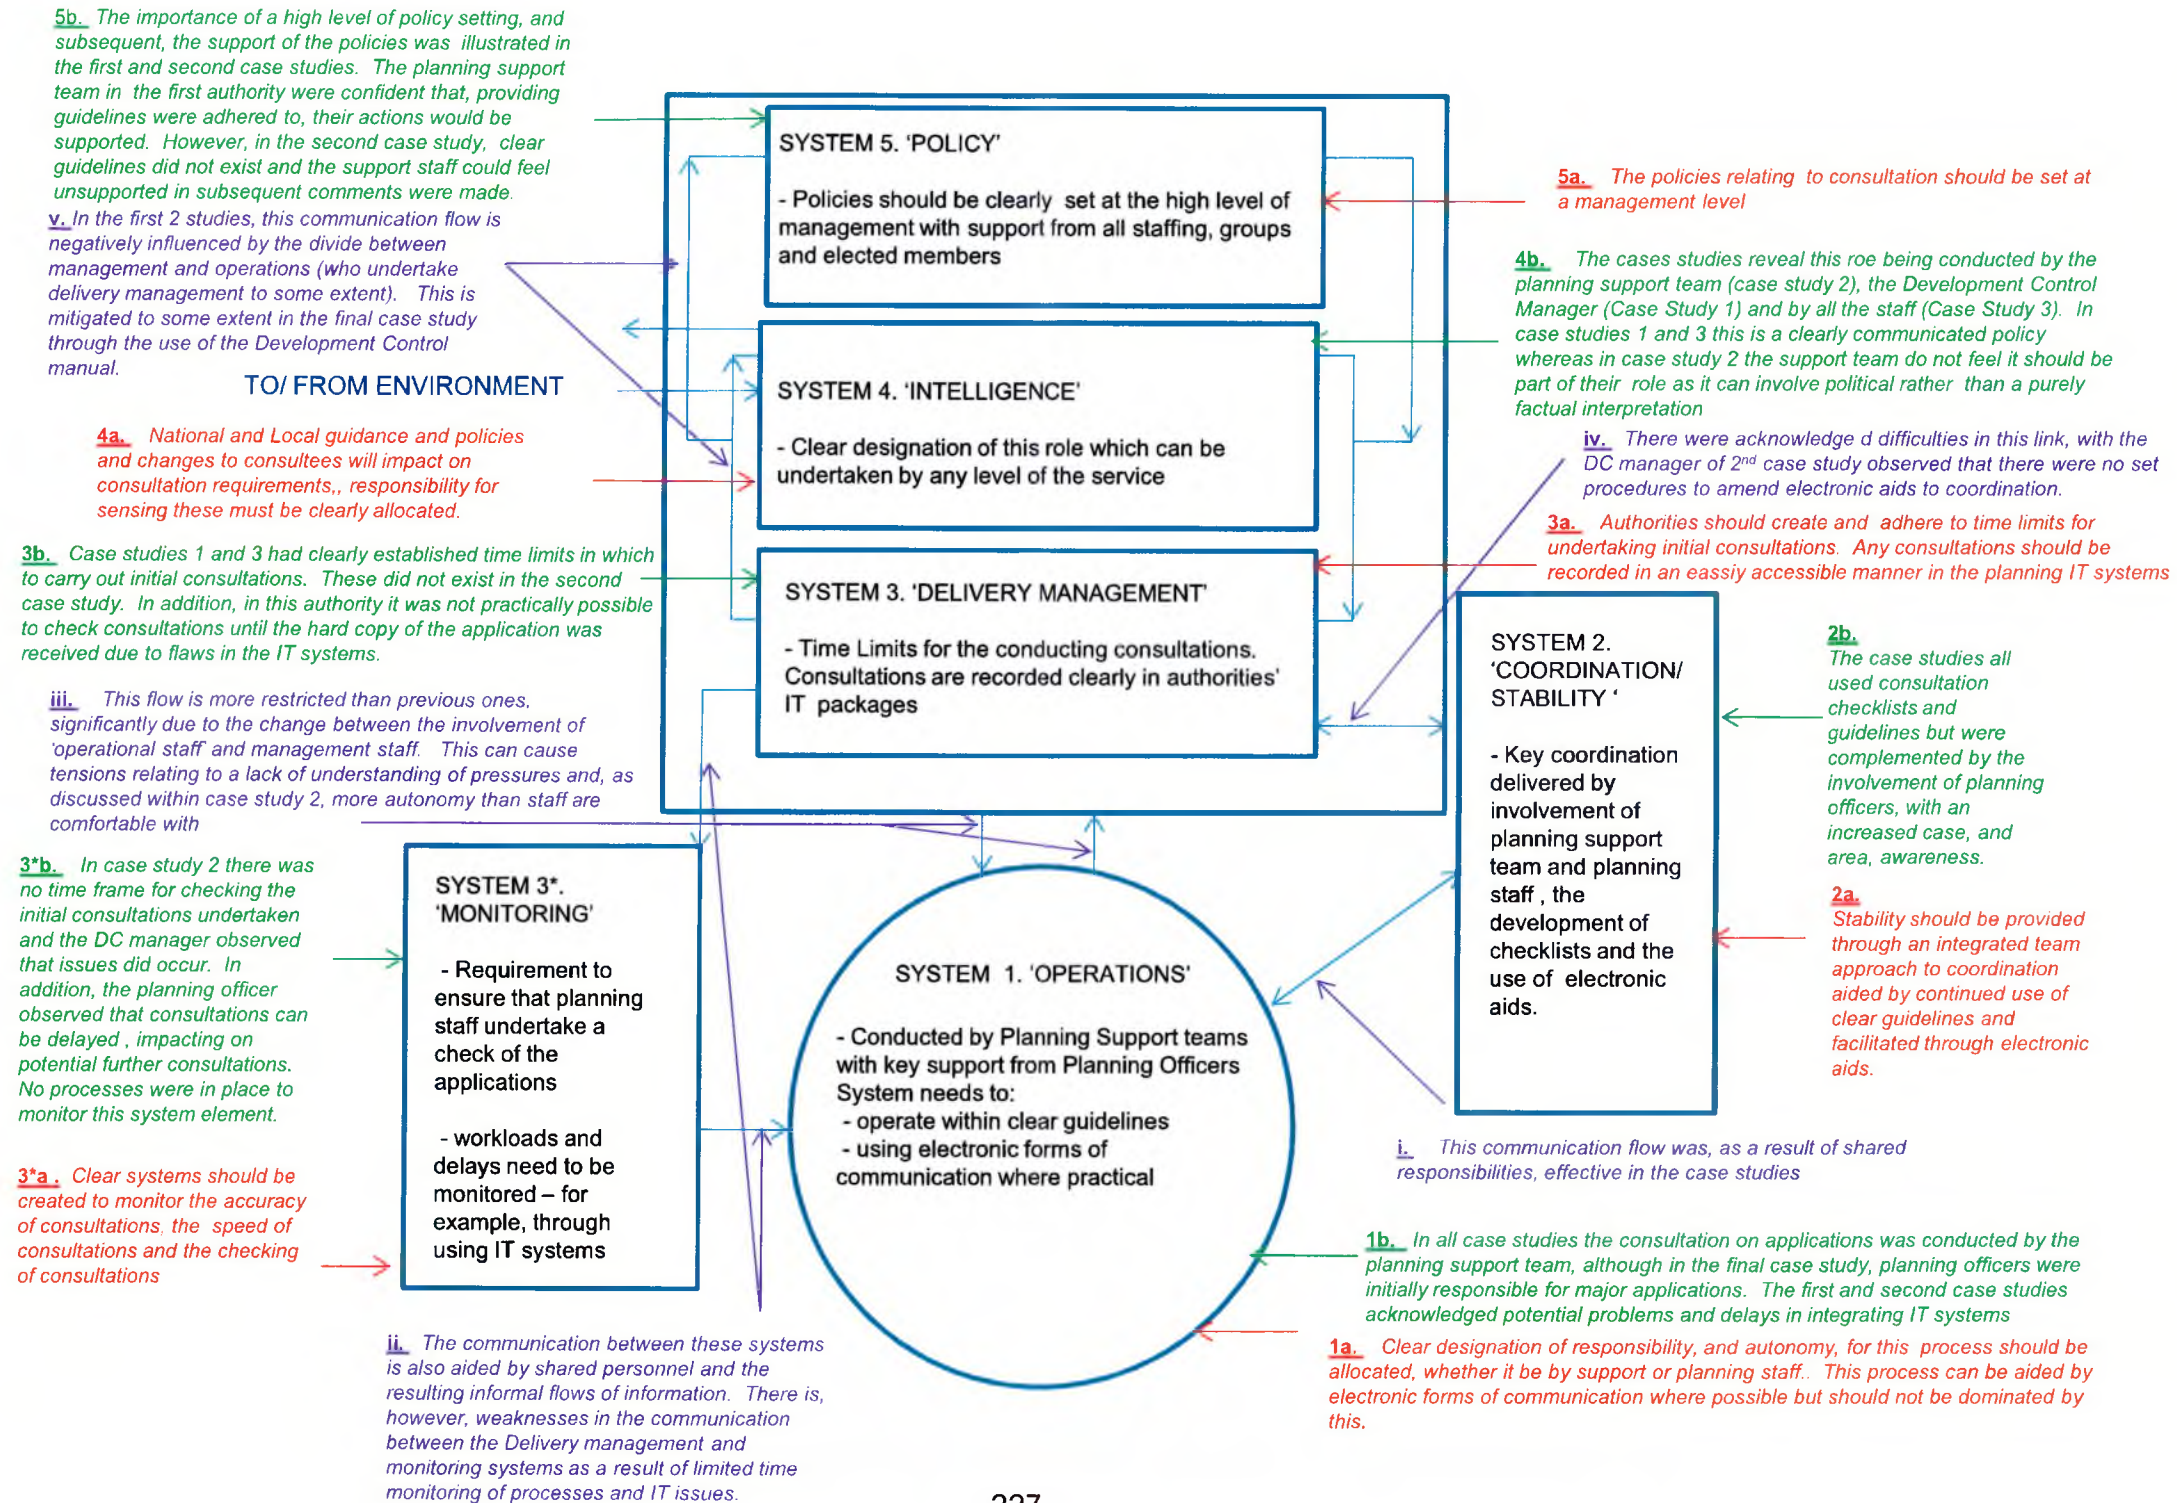 5b. The importance of a high level of policy setting, and
subsequent, the support of the policies was illustrated in
the first and second case studies. The planning support
team in the first authority were confident that, providing
guidelines were adhered to, their actions would be
supported. However, in the second case study, clear
guidelines did not exist and the support staff could feel
unsupported in subsequent comments were made.
v. In the first 2 studies, this communication flow is
negatively influenced by the divide between
management and operations (who undertake
delivery management to some extent). This is
mitigated to some extent in the final case study
through the use of the Development Control
manual.
TO/ FROM ENVIRONMENT
4a. National and Local guidance and policies
and changes to consultees will impact on
consultation requirements,, responsibility for
sensing these must be clearly allocated.
3b. Case studies 1 and 3 had clearly established time limits in which
to carry out initial consultations. These did not exist in the second
case study. In addition, in this authority it was not practically possible
to check consultations until the hard copy of the application was
received due to flaws in the IT systems.
iii. This flow is more restricted than previous ones,
significantly due to the change between the involvement of
'operational staff and management staff. This can cause
tensions relating to a lack of understanding of pressures and, as
discussed within case study 2, more autonomy than staff are
comfortable with
3*b. In case study 2 there was
no time frame for checking the
initial consultations undertaken
and the DC manager observed
that issues did occur. In
addition, the planning officer
observed that consultations can
be delayed , impacting on
potential further consultations.
No processes were in place to
monitor this system element.
3*a . Clear systems should be
created to monitor the accuracy
of consultations, the speed of
consultations and the checking
of consultations
SYSTEM 5. 'POLICY'
- Policies should be clearly set at the high level of
management with support from all staffing, groups
and elected members
SYSTEM 4. 'INTELLIGENCE'
- Clear designation of this role which can be
undertaken by any level of the service
SYSTEM 3. 'DELIVERY MANAGEMENT'
- Time Limits for the conducting consultations.
Consultations are recorded clearly in authorities'
IT packages
SYSTEM 3*.
'MONITORING'
- Requirement to
ensure that planning
staff undertake a
check of the
applications
- workloads and
delays need to be
monitored – for
example, through
using IT systems
SYSTEM 1. 'OPERATIONS'
- Conducted by Planning Support teams
with key support from Planning Officers
System needs to:
- operate within clear guidelines
- using electronic forms of
communication where practical
SYSTEM 2.
'COORDINATION/
STABILITY '
- Key coordination
delivered by
involvement of
planning support
team and planning
staff , the
development of
checklists and the
use of electronic
aids.
5a. The policies relating to consultation should be set at
a management level
4b. The cases studies reveal this roe being conducted by the
planning support team (case study 2), the Development Control
Manager (Case Study 1) and by all the staff (Case Study 3). In
case studies 1 and 3 this is a clearly communicated policy
whereas in case study 2 the support team do not feel it should be
part of their role as it can involve political rather than a purely
factual interpretation
iv. There were acknowledge d difficulties in this link, with the
DC manager of 2nd case study observed that there were no set
procedures to amend electronic aids to coordination.
3a. Authorities should create and adhere to time limits for
undertaking initial consultations. Any consultations should be
recorded in an eassiy accessible manner in the planning IT systems
2b.
The case studies all
used consultation
checklists and
guidelines but were
complemented by the
involvement of planning
officers, with an
increased case, and
area, awareness.
2a.
Stability should be provided
through an integrated team
approach to coordination
aided by continued use of
clear guidelines and
facilitated through electronic
aids.
i. This communication flow was, as a result of shared
responsibilities, effective in the case studies
1b. In all case studies the consultation on applications was conducted by the
planning support team, although in the final case study, planning officers were
initially responsible for major applications. The first and second case studies
acknowledged potential problems and delays in integrating IT systems
1a. Clear designation of responsibility, and autonomy, for this process should be
allocated, whether it be by support or planning staff.. This process can be aided by
electronic forms of communication where possible but should not be dominated by
this.
ii. The communication between these systems
is also aided by shared personnel and the
resulting informal flows of information. There is,
however, weaknesses in the communication
between the Delivery management and
monitoring systems as a result of limited time
monitoring of processes and IT issues.